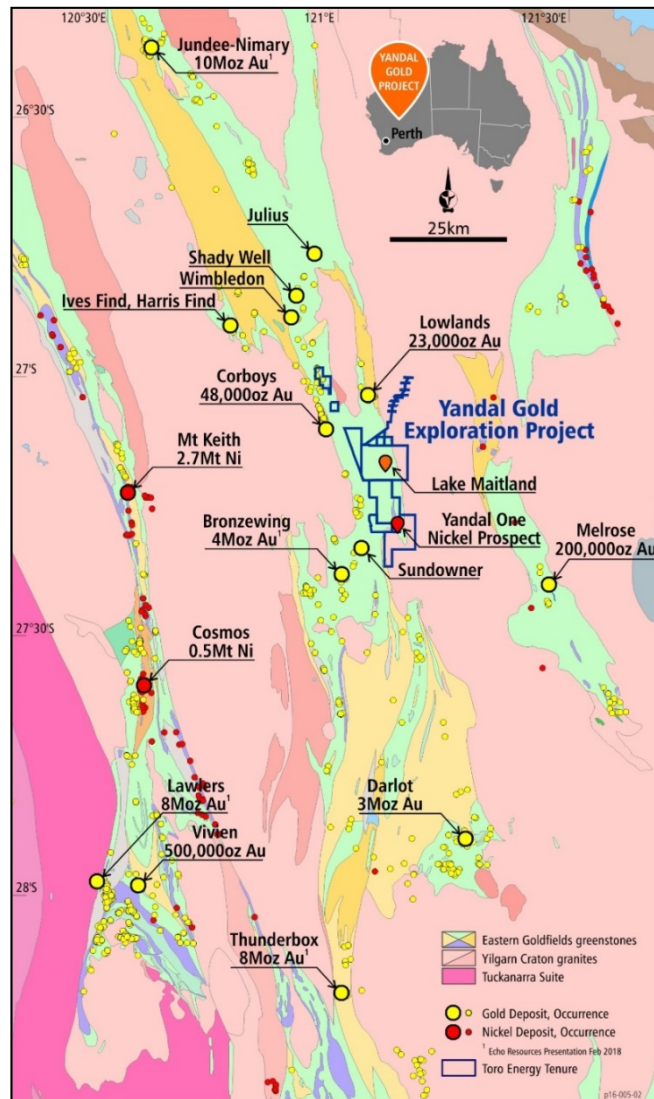 120°30'E
121°E
121°30'E
Jundee-Nimary
10Moz Au¹
YANDAL
GOLD
PROJECT
Perth
26°30'S
25km
Julius
Shady Well
Wimbledon
Ives Find, Harris Find
Lowlands
23,000oz Au
27°S
Corboys
48,000oz Au
Yandal Gold
Exploration Project
Mt Keith
2.7Mt Ni
Lake Maitland
Bronzewing
4Moz Au¹
Yandal One
Nickel Prospect
Melrose
200,000oz Au
Sundowner
27°30'S
Cosmos
0.5Mt Ni
Lawlers
8Moz Au¹
Darlot
3Moz Au
Vivien
500,000oz Au
28°S
Thunderbox
8Moz Au¹
Eastern Goldfields greenstones
Yilgarn Craton granites
Tuckanarra Suite
Gold Deposit, Occurrence
Nickel Deposit, Occurrence
¹ Echo Resources Presentation Feb 2018
Toro Energy Tenure
p16-005-02